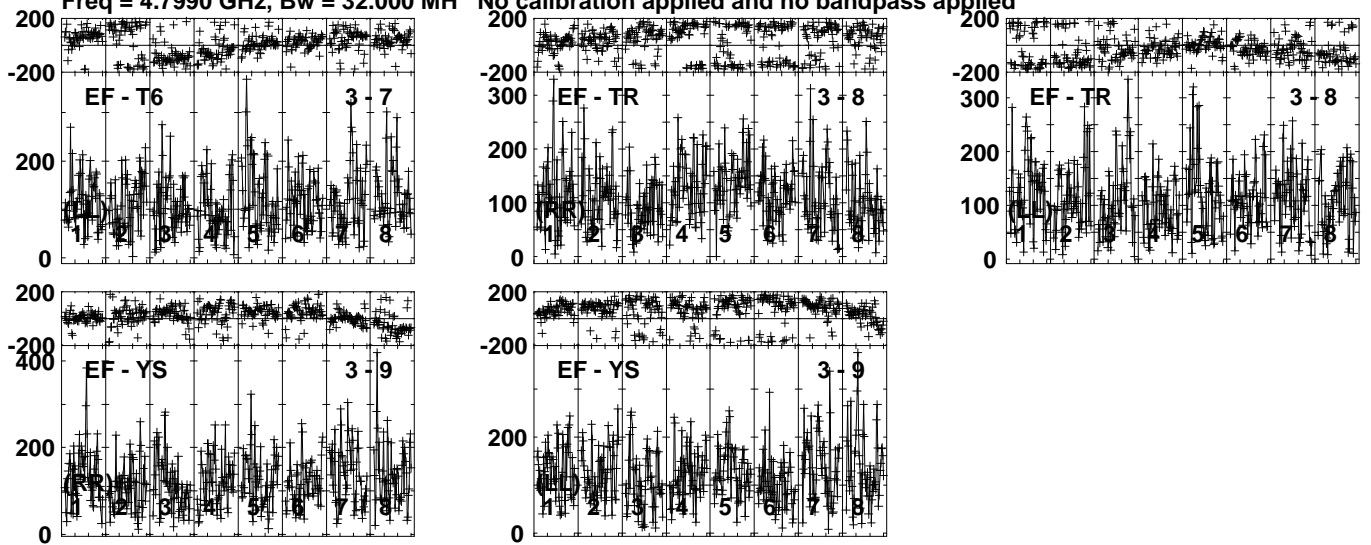 Freq = 4.7990 GHz, Bw = 32.000 MH No calibration applied and no bandpass applied
200
-200
EF - T6 3 - 7
200
(LL)
1 2 3 4 5 6 7 8
0
EF - TR 3 - 8
300
200
100
(RR)
1 2 3 4 5 6 7 8
0
200
-200
EF - TR 3 - 8
300
200
100
(LL)
1 2 3 4 5 6 7 8
0
200
-200
EF - YS 3 - 9
400
200
(RR)
1 2 3 4 5 6 7 8
0
200
-200
EF - YS 3 - 9
200
(LL)
1 2 3 4 5 6 7 8
0